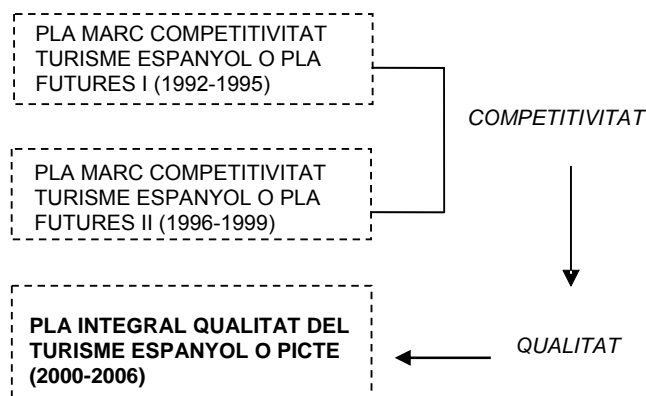 PLA MARC COMPETITIVITAT
TURISME ESPANYOL O PLA
FUTURES I (1992-1995)
COMPETITIVITAT
PLA MARC COMPETITIVITAT
TURISME ESPANYOL O PLA
FUTURES II (1996-1999)
PLA INTEGRAL QUALITAT DEL
TURISME ESPANYOL O PICTE
(2000-2006)
QUALITAT